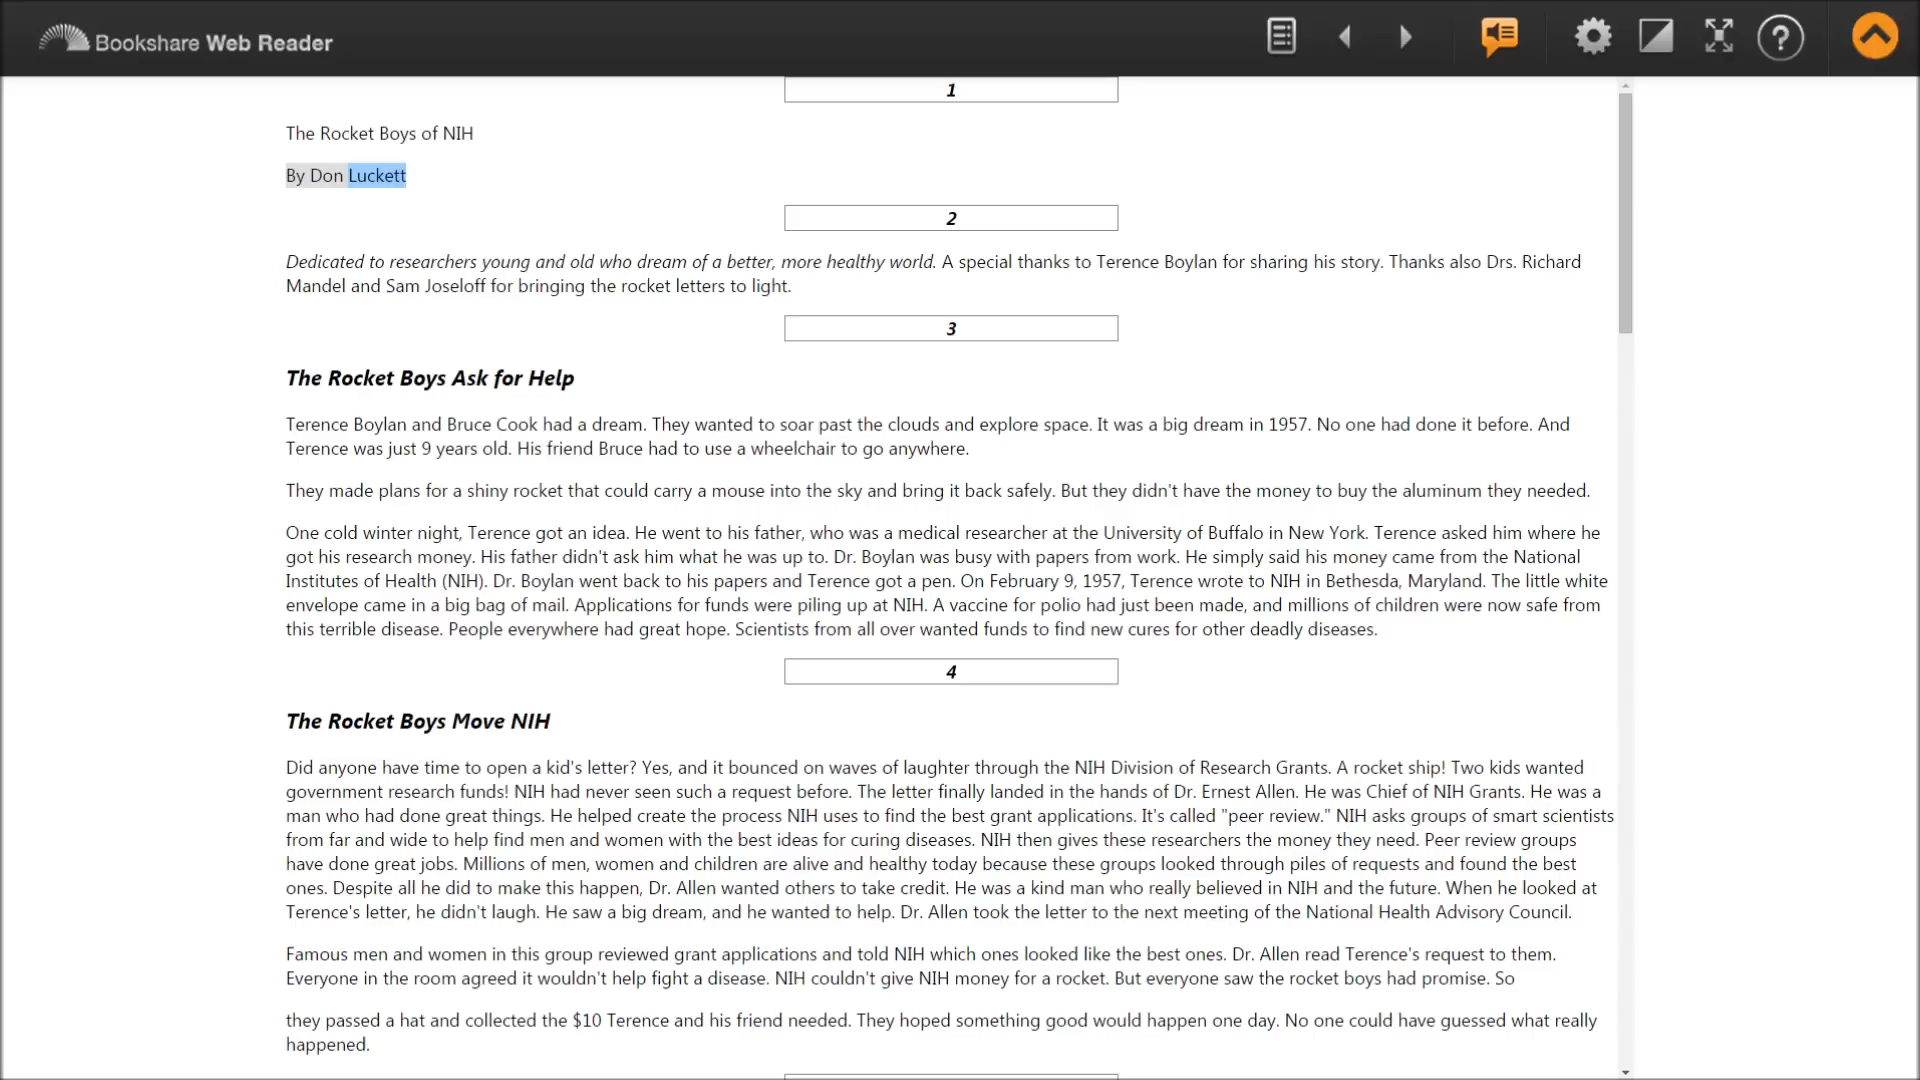 Bookshare Web Reader
1
The Rocket Boys of NIH
By Don Luckett
2
Dedicated to researchers young and old who dream of a better, more healthy world. A special thanks to Terence Boylan for sharing his story. Thanks also Drs. Richard
Mandel and Sam Joseloff for bringing the rocket letters to light.
3
The Rocket Boys Ask for Help
Terence Boylan and Bruce Cook had a dream. They wanted to soar past the clouds and explore space. It was a big dream in 1957. No one had done it before. And
Terence was just 9 years old. His friend Bruce had to use a wheelchair to go anywhere.
They made plans for a shiny rocket that could carry a mouse into the sky and bring it back safely. But they didn't have the money to buy the aluminum they needed.
One cold winter night, Terence got an idea. He went to his father, who was a medical researcher at the University of Buffalo in New York. Terence asked him where he
got his research money. His father didn't ask him what he was up to. Dr. Boylan was busy with papers from work. He simply said his money came from the National
Institutes of Health (NIH). Dr. Boylan went back to his papers and Terence got a pen. On February 9, 1957, Terence wrote to NIH in Bethesda, Maryland. The little white
envelope came in a big bag of mail. Applications for funds were piling up at NIH. A vaccine for polio had just been made, and millions of children were now safe from
this terrible disease. People everywhere had great hope. Scientists from all over wanted funds to find new cures for other deadly diseases.
4
The Rocket Boys Move NIH
Did anyone have time to open a kid's letter? Yes, and it bounced on waves of laughter through the NIH Division of Research Grants. A rocket ship! Two kids wanted
government research funds! NIH had never seen such a request before. The letter finally landed in the hands of Dr. Ernest Allen. He was Chief of NIH Grants. He was a
man who had done great things. He helped create the process NIH uses to find the best grant applications. It's called "peer review." NIH asks groups of smart scientists
from far and wide to help find men and women with the best ideas for curing diseases. NIH then gives these researchers the money they need. Peer review groups
have done great jobs. Millions of men, women and children are alive and healthy today because these groups looked through piles of requests and found the best
ones. Despite all he did to make this happen, Dr. Allen wanted others to take credit. He was a kind man who really believed in NIH and the future. When he looked at
Terence's letter, he didn't laugh. He saw a big dream, and he wanted to help. Dr. Allen took the letter to the next meeting of the National Health Advisory Council.
Famous men and women in this group reviewed grant applications and told NIH which ones looked like the best ones. Dr. Allen read Terence's request to them.
Everyone in the room agreed it wouldn't help fight a disease. NIH couldn't give NIH money for a rocket. But everyone saw the rocket boys had promise. So
they passed a hat and collected the $10 Terence and his friend needed. They hoped something good would happen one day. No one could have guessed what really
happened.